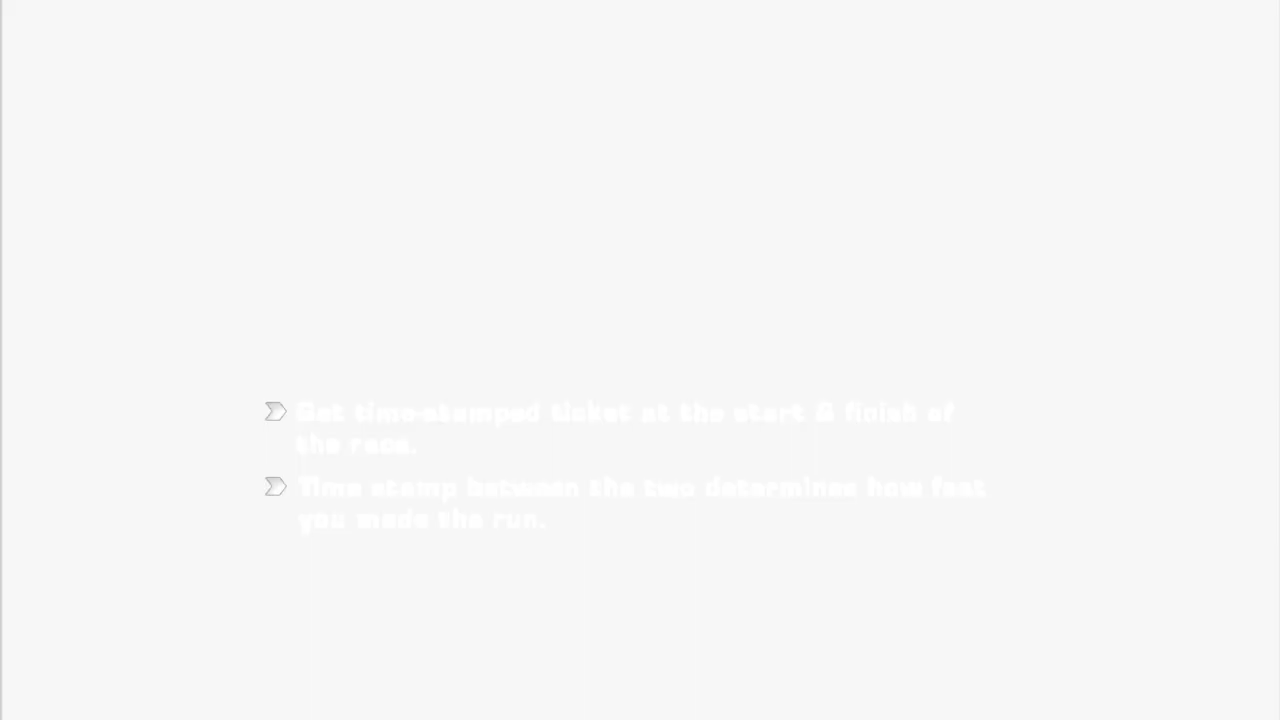 Get time-stamped ticket at the start & finish of
the race.
Time stamp between the two determines how fast
you made the run.